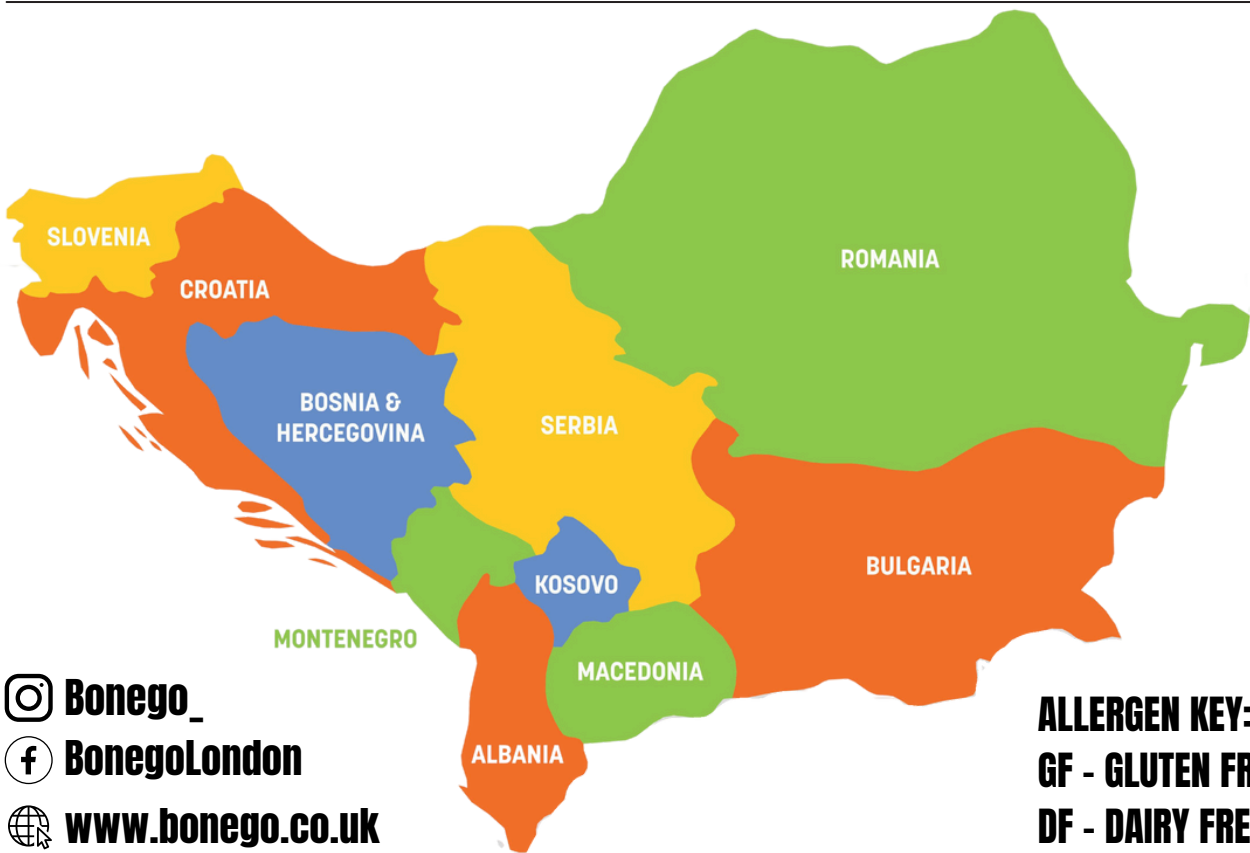 SLOVENIA
CROATIA
ROMANIA
BOSNIA &
HERCEGOVINA
SERBIA
BULGARIA
KOSOVO
MONTENEGRO
MACEDONIA
ALBANIA
Bonego_
BonegoLondon
www.bonego.co.uk
ALLERGEN KEY:
GF - GLUTEN FR
DF - DAIRY FRE